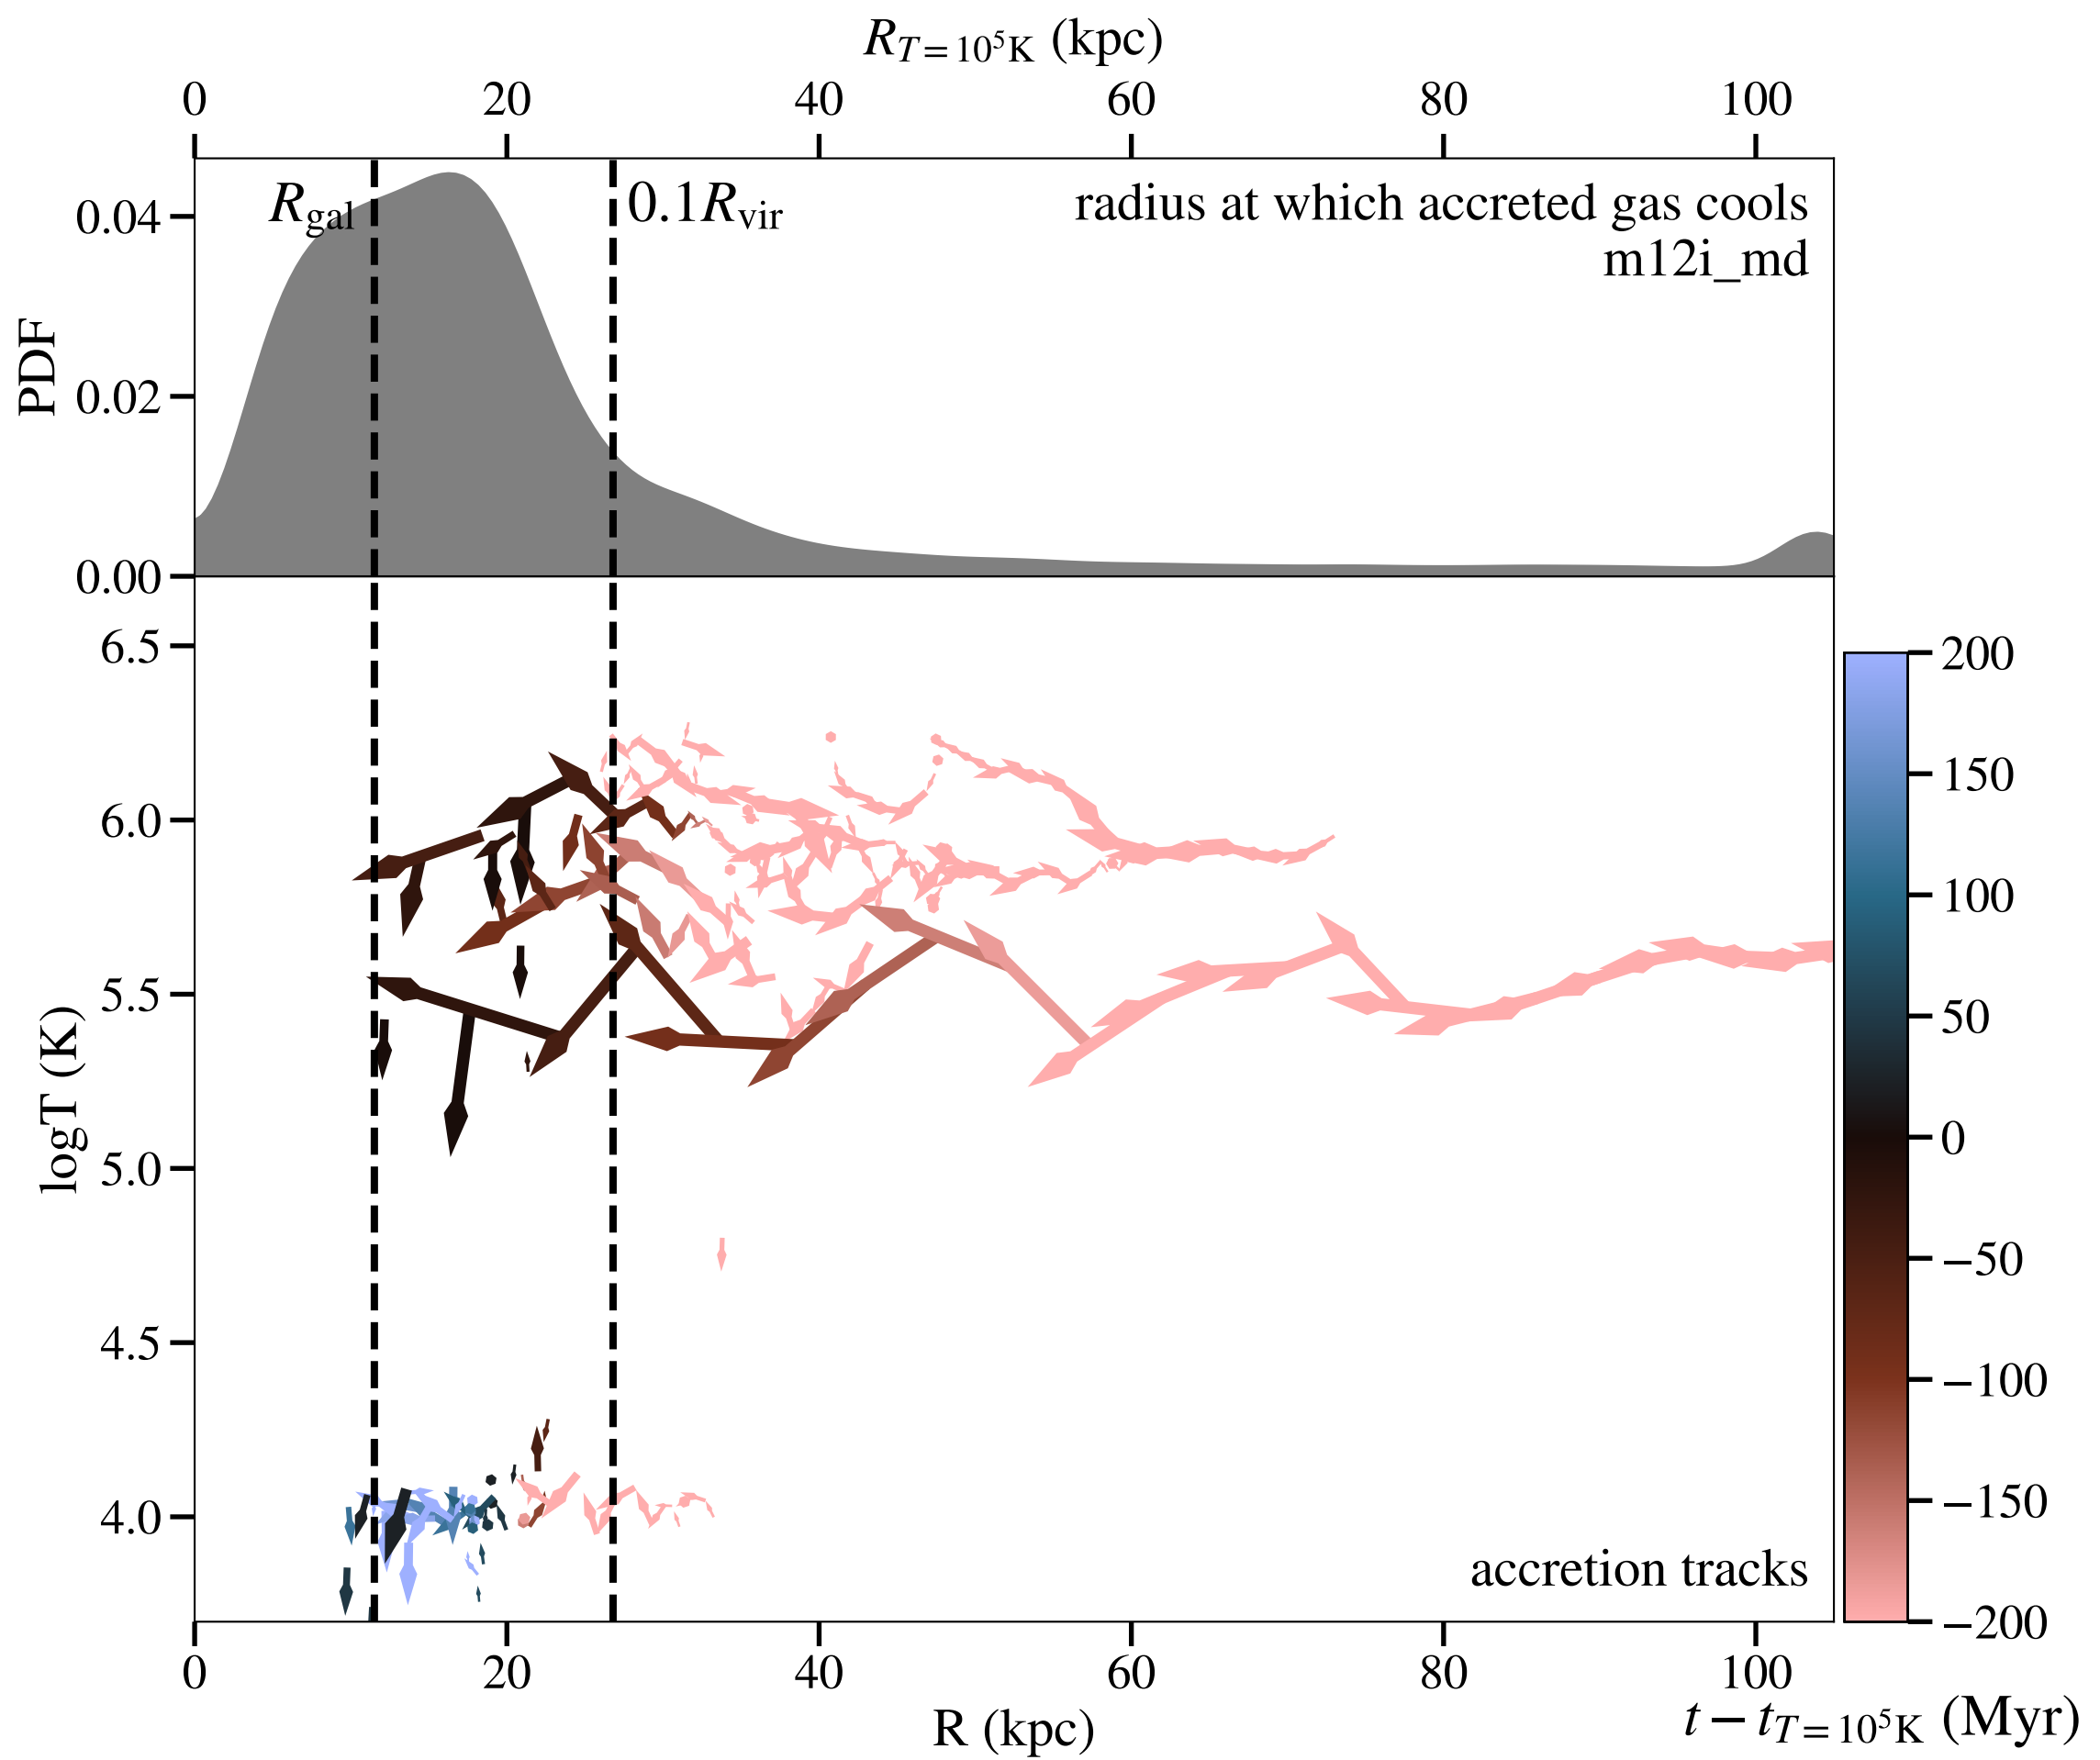 R_{T=10^5K} (kpc)
0 20 40 60 80 100
R_gal 0.1R_vir radius at which accreted gas cools
m12i_md
PDF
0.04
0.02
0.00
logT (K)
6.5
6.0
5.5
5.0
4.5
4.0
accretion tracks
200
150
100
50
0
−50
−100
−150
−200
0 20 40 60 80 100
R (kpc)
t − t_{T=10^5K} (Myr)